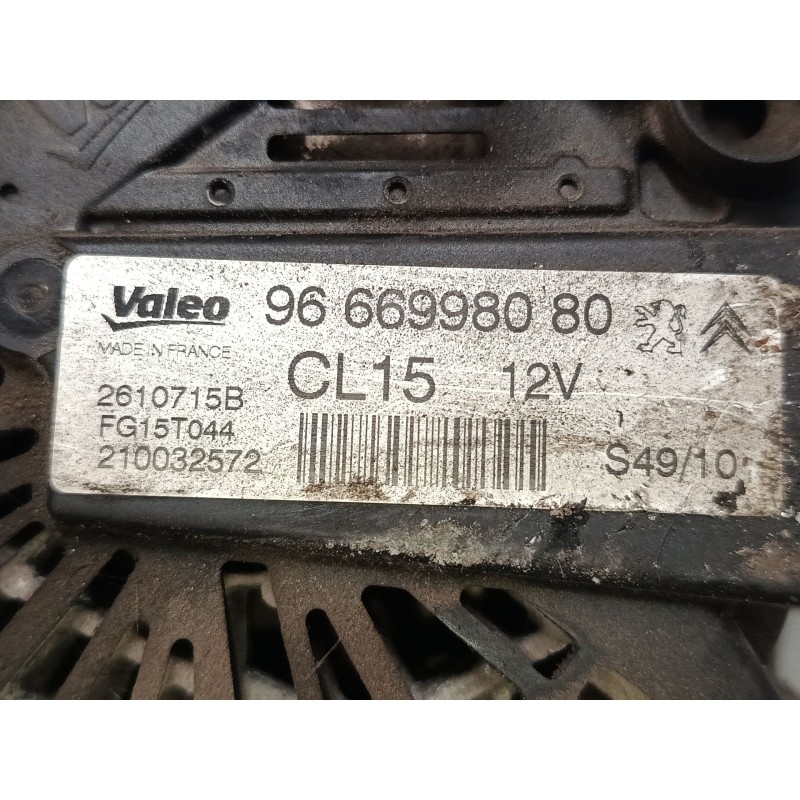 Valeo 96 669980 80
MADE IN FRANCE
CL15 12V
2610715B
FG15T044
210032572
S49/10